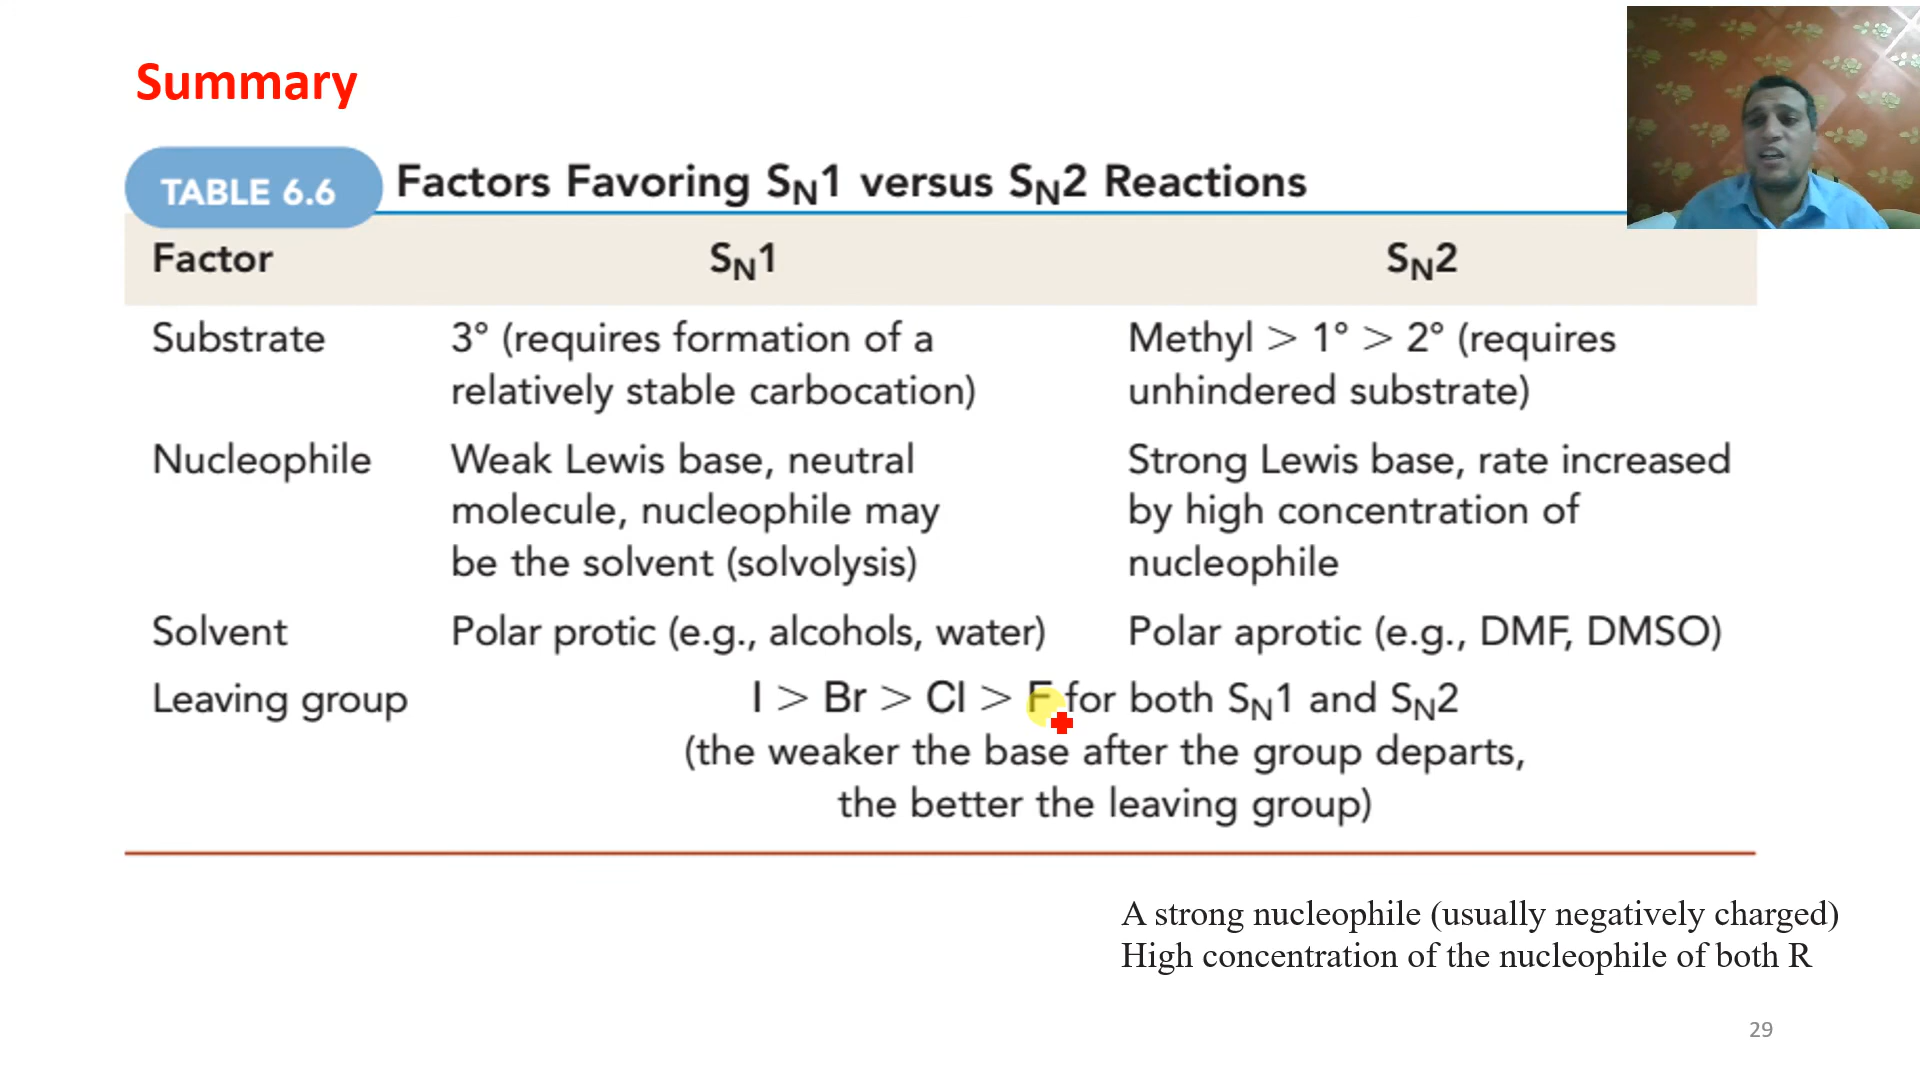 Summary
TABLE 6.6 Factors Favoring SN1 versus SN2 Reactions
Factor SN1 SN2
Substrate 3° (requires formation of a Methyl > 1° > 2° (requires
relatively stable carbocation) unhindered substrate)
Nucleophile Weak Lewis base, neutral Strong Lewis base, rate increased
molecule, nucleophile may by high concentration of
be the solvent (solvolysis) nucleophile
Solvent Polar protic (e.g., alcohols, water) Polar aprotic (e.g., DMF, DMSO)
Leaving group I > Br > Cl > F for both SN1 and SN2
(the weaker the base after the group departs,
the better the leaving group)
A strong nucleophile (usually negatively charged)
High concentration of the nucleophile of both R
29